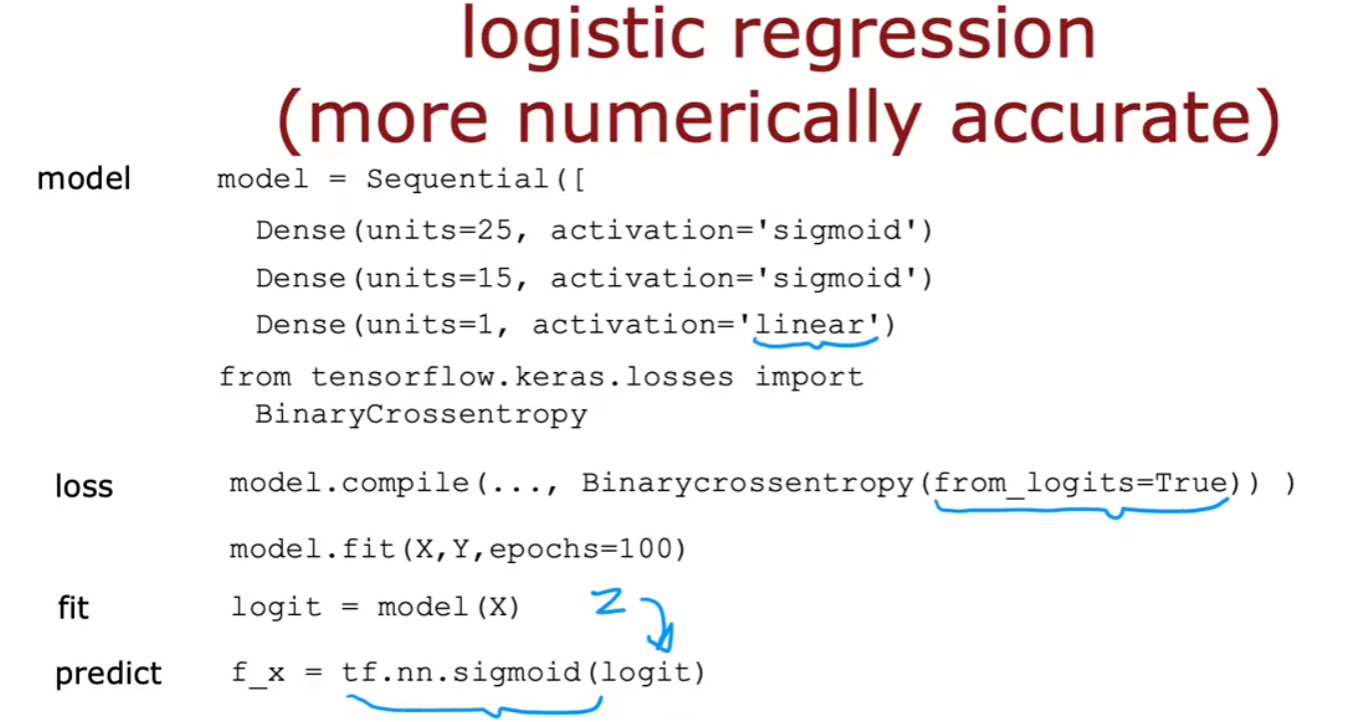 logistic regression
(more numerically accurate)
model model = Sequential([
Dense(units=25, activation='sigmoid')
Dense(units=15, activation='sigmoid')
Dense(units=1, activation='linear')
from tensorflow.keras.losses import
BinaryCrossentropy
loss model.compile(..., Binarycrossentropy(from_logits=True)) )
model.fit(X,Y,epochs=100)
fit logit = model(X) z
predict f_x = tf.nn.sigmoid(logit)